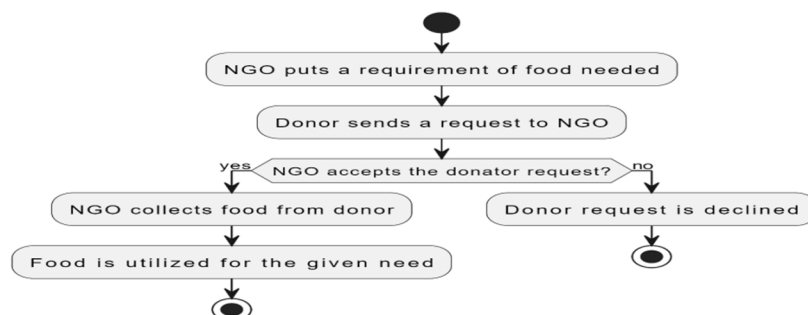 NGO puts a requirement of food needed
Donor sends a request to NGO
yes
NGO accepts the donator request?
no
NGO collects food from donor
Donor request is declined
Food is utilized for the given need